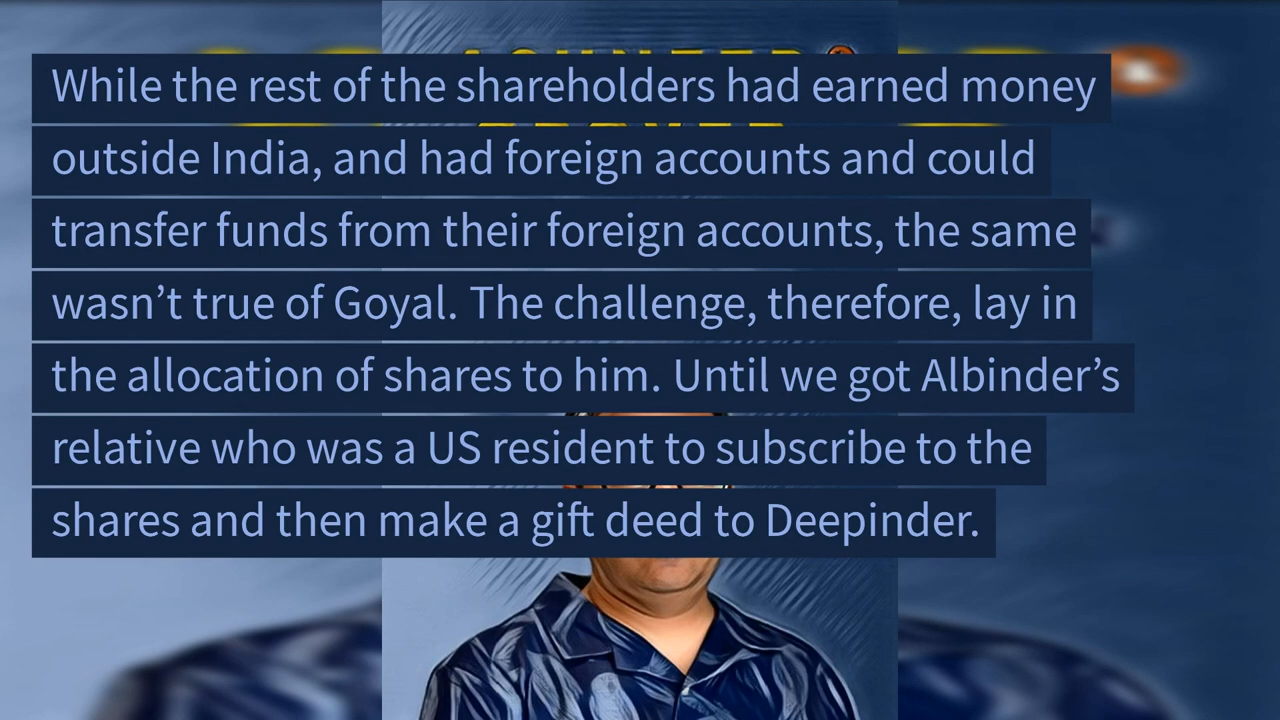 While the rest of the shareholders had earned money
outside India, and had foreign accounts and could
transfer funds from their foreign accounts, the same
wasn’t true of Goyal. The challenge, therefore, lay in
the allocation of shares to him. Until we got Albinder’s
relative who was a US resident to subscribe to the
shares and then make a gift deed to Deepinder.